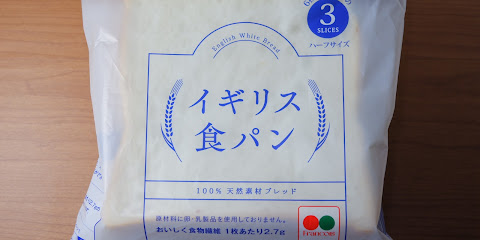 3
SLICES
ハーフサイズ
English White Bread
イギリス
食パン
100% 天然素材ブレッド
原材料に卵・乳製品を使用しておりません。
おいしく食物繊維 1枚あたり2.7g
Francois